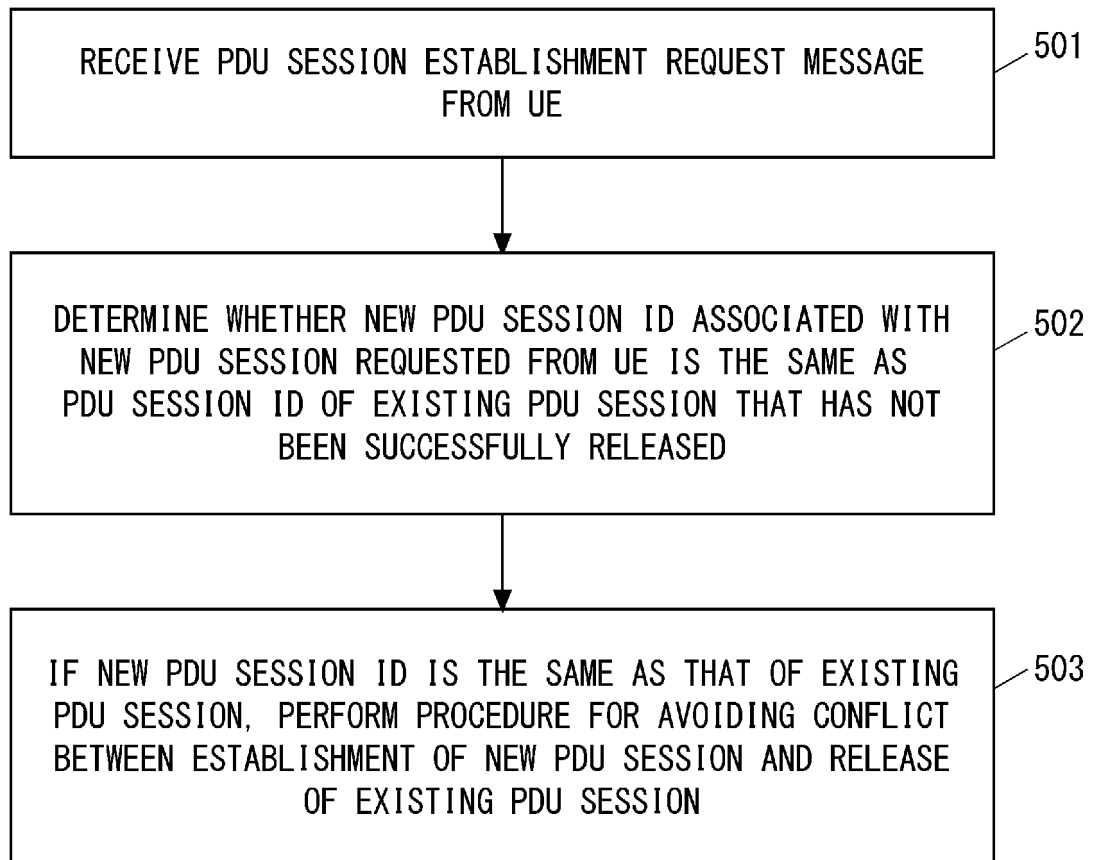 RECEIVE PDU SESSION ESTABLISHMENT REQUEST MESSAGE
FROM UE
501
DETERMINE WHETHER NEW PDU SESSION ID ASSOCIATED WITH
NEW PDU SESSION REQUESTED FROM UE IS THE SAME AS
PDU SESSION ID OF EXISTING PDU SESSION THAT HAS NOT
BEEN SUCCESSFULLY RELEASED
502
IF NEW PDU SESSION ID IS THE SAME AS THAT OF EXISTING
PDU SESSION, PERFORM PROCEDURE FOR AVOIDING CONFLICT
BETWEEN ESTABLISHMENT OF NEW PDU SESSION AND RELEASE
OF EXISTING PDU SESSION
503